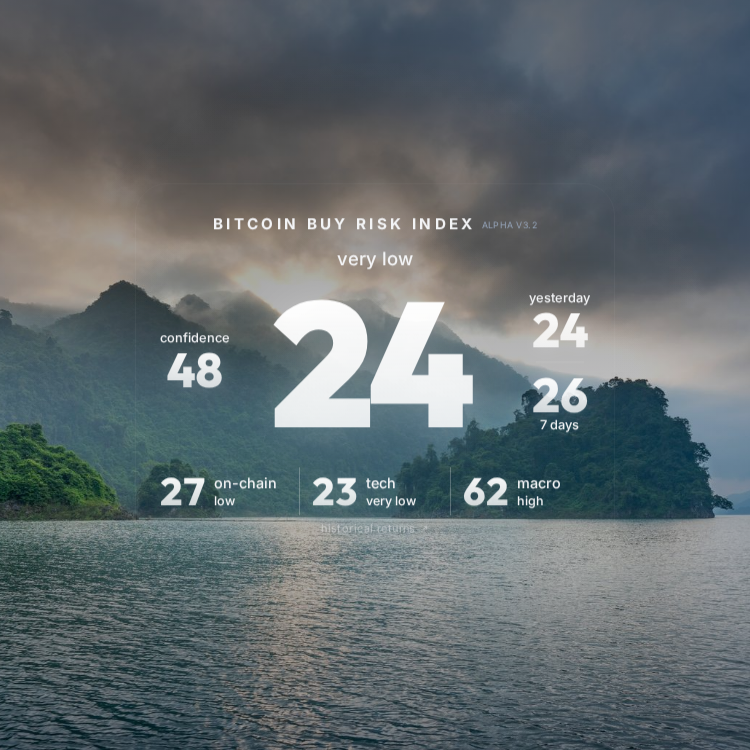 BITCOIN BUY RISK INDEX ALPHA V3.2
very low
24
confidence
48
yesterday
24
26
7 days
27 on-chain low
23 tech very low
62 macro high
historical returns ↗